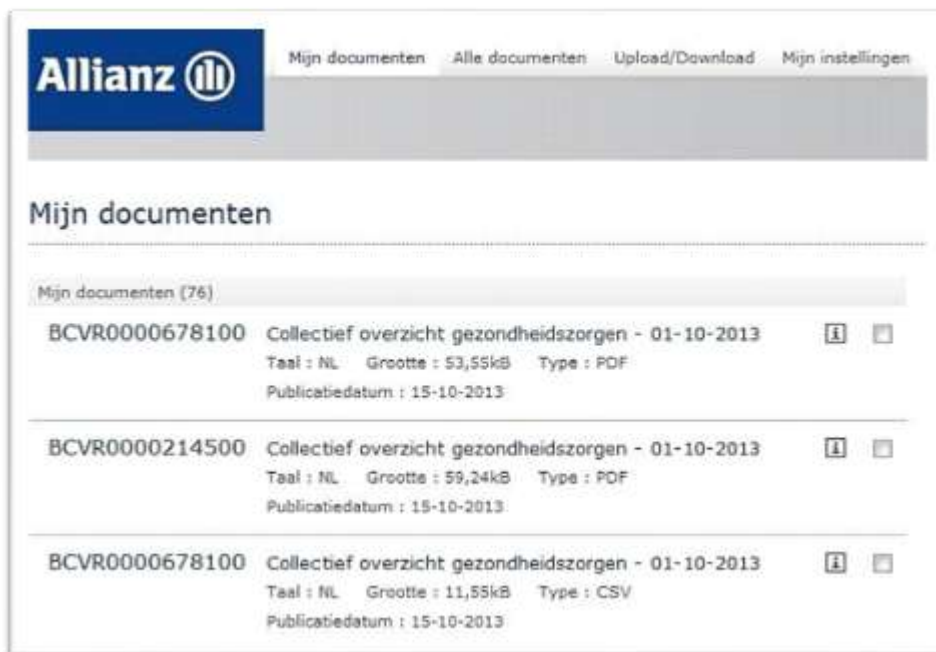 Allianz
Mijn documenten Alle documenten Upload/Download Mijn instellingen
Mijn documenten
Mijn documenten (76)
BCVR0000678100 Collectief overzicht gezondheidszorgen - 01-10-2013
Taal : NL Grootte : 53,55kB Type : PDF
Publicatiedatum : 15-10-2013
BCVR0000214500 Collectief overzicht gezondheidszorgen - 01-10-2013
Taal : NL Grootte : 59,24kB Type : PDF
Publicatiedatum : 15-10-2013
BCVR0000678100 Collectief overzicht gezondheidszorgen - 01-10-2013
Taal : NL Grootte : 11,55kB Type : CSV
Publicatiedatum : 15-10-2013